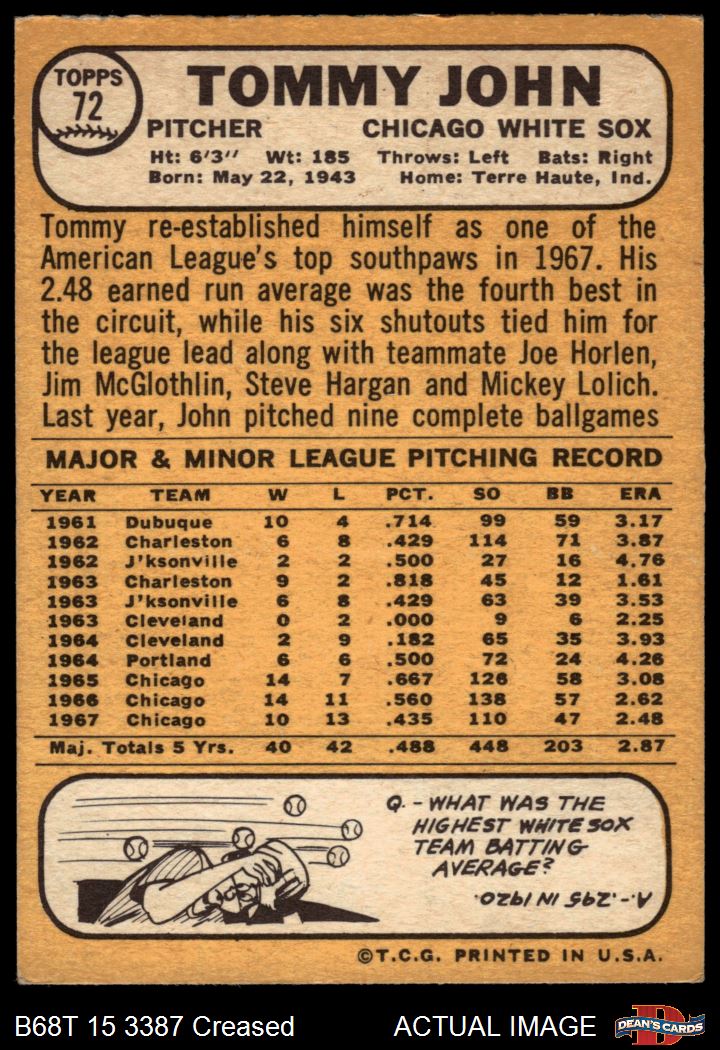 TOPPS
72
TOMMY JOHN
PITCHER CHICAGO WHITE SOX
Ht: 6'3" Wt: 185 Throws: Left Bats: Right
Born: May 22, 1943 Home: Terre Haute, Ind.
Tommy re-established himself as one of the
American League's top southpaws in 1967. His
2.48 earned run average was the fourth best in
the circuit, while his six shutouts tied him for
the league lead along with teammate Joe Horlen,
Jim McGlothlin, Steve Hargan and Mickey Lolich.
Last year, John pitched nine complete ballgames
MAJOR & MINOR LEAGUE PITCHING RECORD
YEAR TEAM W L PCT. SO BB ERA
1961 Dubuque 10 4 .714 99 59 3.17
1962 Charleston 6 8 .429 114 71 3.87
1962 J'ksonville 2 2 .500 27 16 4.76
1963 Charleston 9 2 .818 45 12 1.61
1963 J'ksonville 6 8 .429 63 39 3.53
1963 Cleveland 0 2 .000 9 6 2.25
1964 Cleveland 2 9 .182 65 35 3.93
1964 Portland 6 6 .500 72 24 4.26
1965 Chicago 14 7 .667 126 58 3.08
1966 Chicago 14 11 .560 138 57 2.62
1967 Chicago 10 13 .435 110 47 2.48
Maj. Totals 5 Yrs. 40 42 .488 448 203 2.87
Q. - WHAT WAS THE
HIGHEST WHITE SOX
TEAM BATTING
AVERAGE?
A. - .295 IN 1920.
©T.C.G. PRINTED IN U.S.A.
B68T 15 3387 Creased ACTUAL IMAGE
D
DEAN'S CARDS